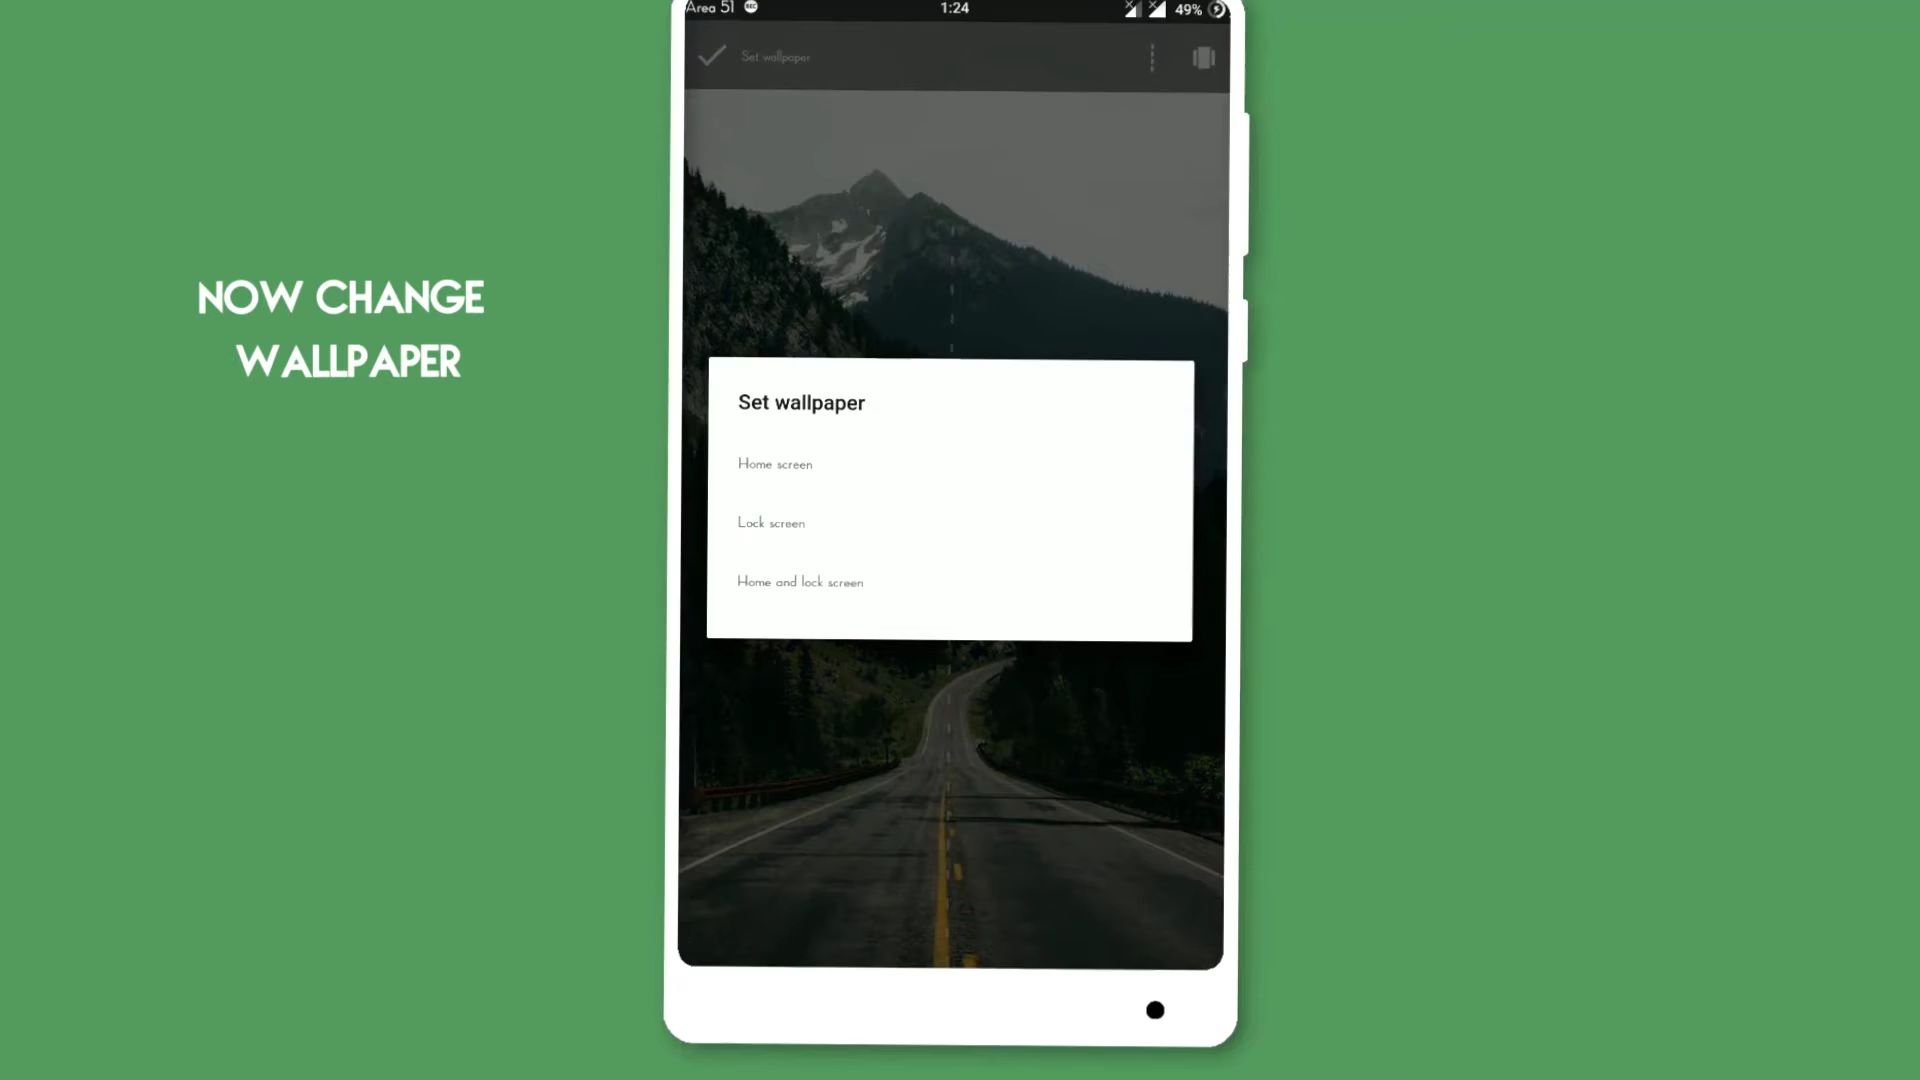 Area 51
1:24
49%
Set wallpaper
NOW CHANGE
WALLPAPER
Set wallpaper
Home screen
Lock screen
Home and lock screen